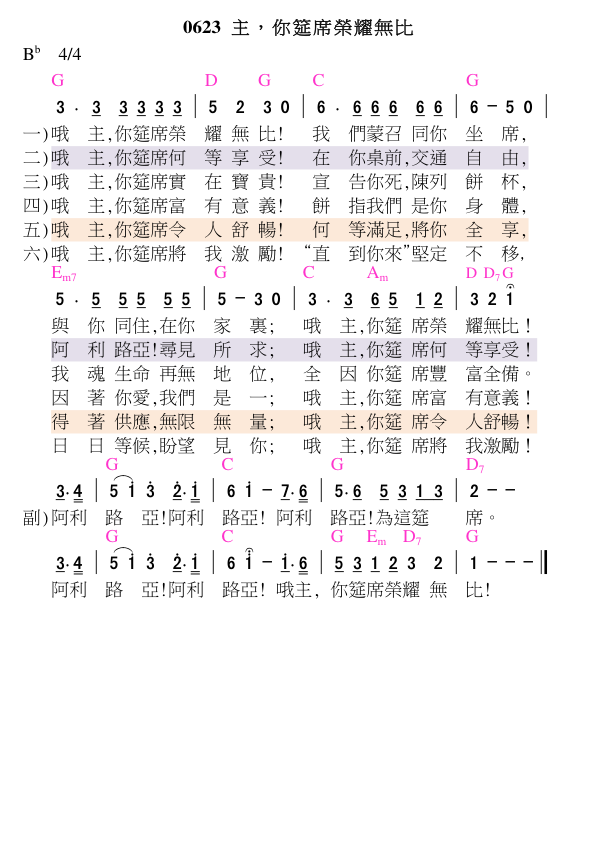 0623 主，你筵席榮耀無比
Bb 4/4
G D G C G
3 · 3 3 3 3 3 | 5 2 3 0 | 6 · 6 6 6 6 6 | 6 – 5 0 |
一)哦 主,你筵席榮 耀 無 比! 我 們蒙召 同你 坐 席,
二)哦 主,你筵席何 等 享 受! 在 你桌前,交通 自 由,
三)哦 主,你筵席實 在 寶 貴! 宣 告你死,陳列 餅 杯,
四)哦 主,你筵席富 有 意 義! 餅 指我們 是你 身 體,
五)哦 主,你筵席令 人 舒 暢! 何 等滿足,將你 全 享,
六)哦 主,你筵席將 我 激 勵! “直 到你來”堅定 不 移,
Em7 G C Am D D7 G
5 · 5 5 5 5 5 | 5 – 3 0 | 3 · 3 6 5 1 2 | 3 2 i
與 你 同住,在你 家 裏; 哦 主,你筵 席榮 耀無比!
阿 利 路亞!尋見 所 求; 哦 主,你筵 席何 等享受!
我 魂 生命 再無 地 位, 全 因 你筵 席豐 富全備。
因 著 你愛,我們 是 一; 哦 主,你筵 席富 有意義!
得 著 供應,無限 無 量; 哦 主,你筵 席令 人舒暢!
日 日 等候,盼望 見 你; 哦 主,你筵 席將 我激勵!
G C G D7
3·4 | 5 i 3 2·i | 6 i – 7·6 | 5·6 5 3 1 3 | 2 – –
副)阿利 路 亞!阿利 路亞! 阿利 路亞!為這筵 席。
G C G Em D7 G
3·4 | 5 i 3 2·i | 6 i – i·6 | 5 3 1 2 3 2 | 1 – – – ‖
阿利 路 亞!阿利 路亞! 哦主, 你筵席榮耀 無 比!